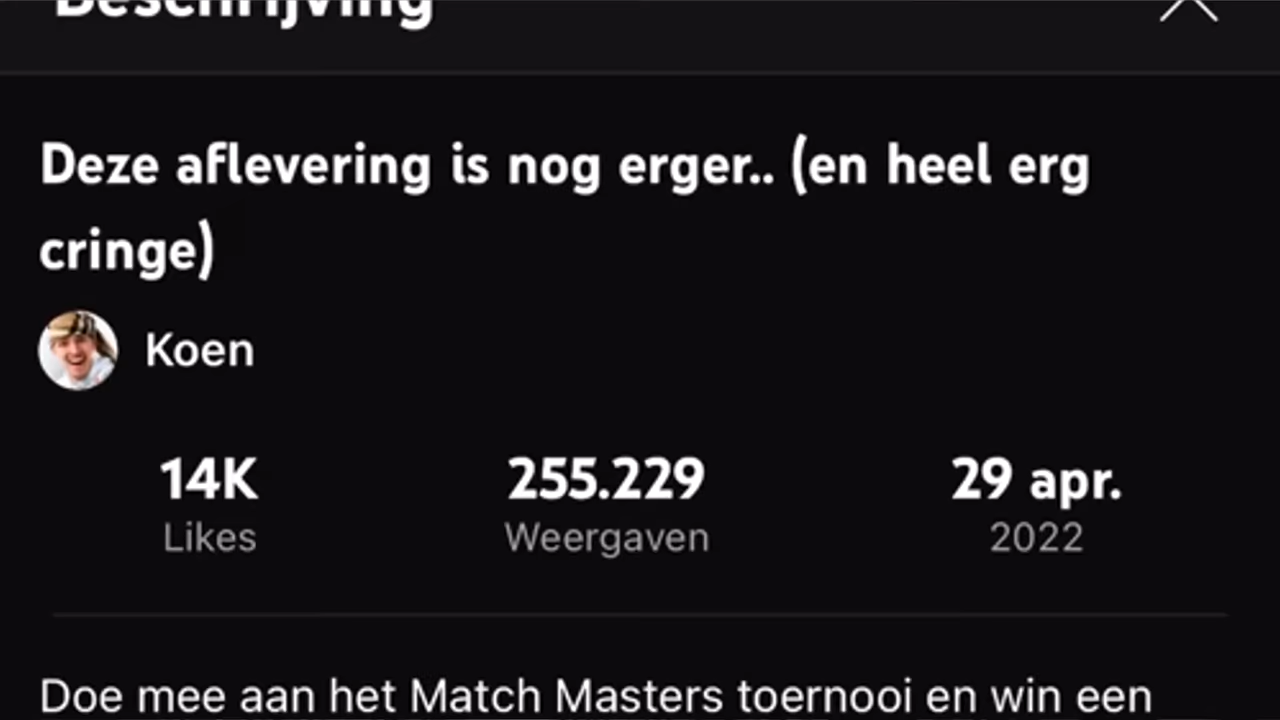 Beschrijving
Deze aflevering is nog erger.. (en heel erg
cringe)
Koen
14K
Likes
255.229
Weergaven
29 apr.
2022
Doe mee aan het Match Masters toernooi en win een